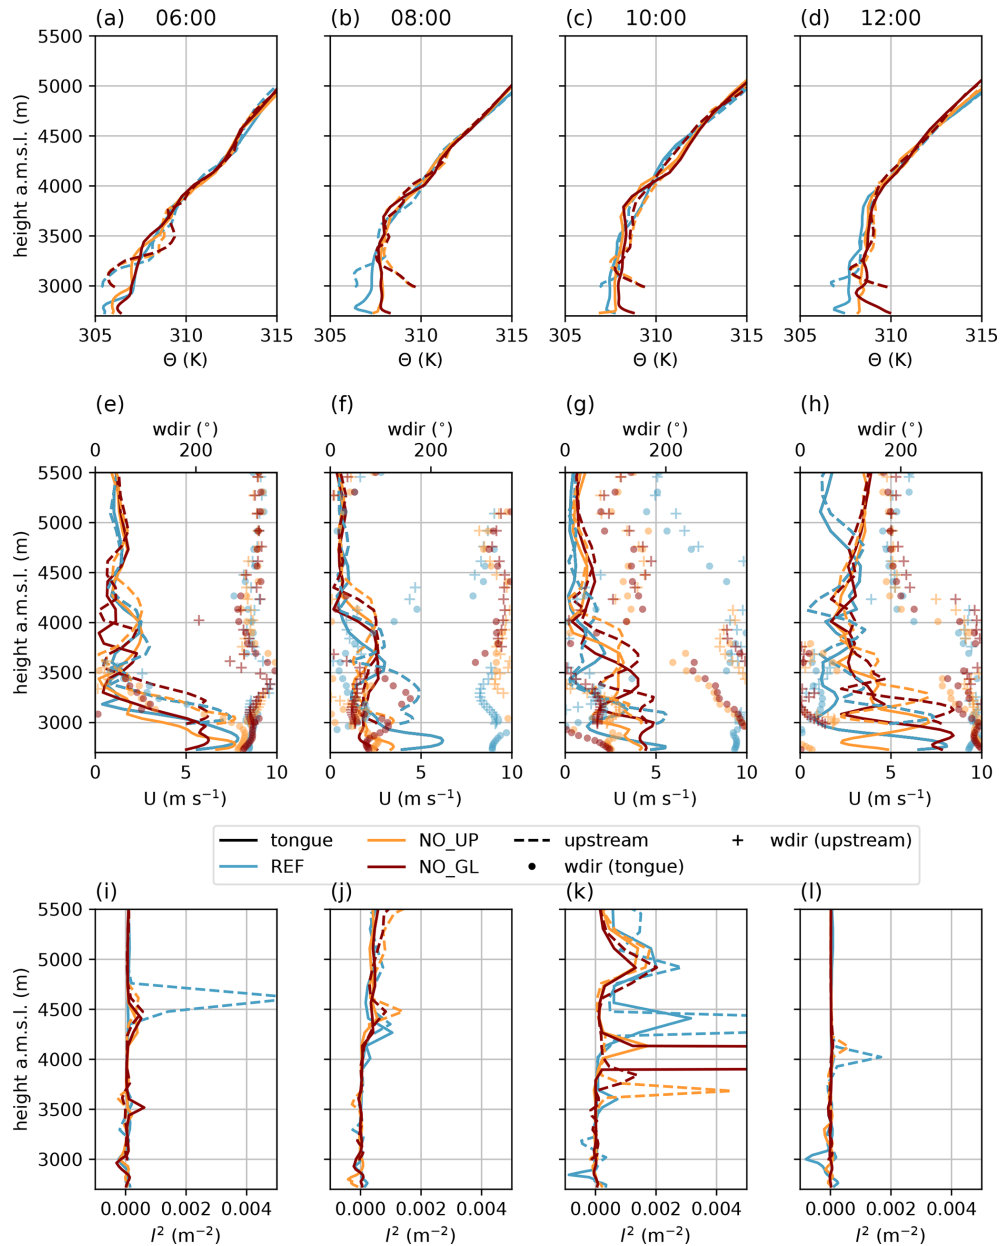 (a) 06:00
(b) 08:00
(c) 10:00
(d) 12:00
height a.m.s.l. (m)
5500
5000
4500
4000
3500
3000
305 310 315
305 310 315
305 310 315
305 310 315
Θ (K)
Θ (K)
Θ (K)
Θ (K)
(e)
(f)
(g)
(h)
wdir (°)
wdir (°)
wdir (°)
wdir (°)
0 200
0 200
0 200
0 200
height a.m.s.l. (m)
5500
5000
4500
4000
3500
3000
0 5 10
0 5 10
0 5 10
0 5 10
U (m s⁻¹)
U (m s⁻¹)
U (m s⁻¹)
U (m s⁻¹)
tongue
REF
NO_UP
NO_GL
upstream
wdir (tongue)
wdir (upstream)
(i)
(j)
(k)
(l)
height a.m.s.l. (m)
5500
5000
4500
4000
3500
3000
0.000 0.002 0.004
0.000 0.002 0.004
0.000 0.002 0.004
0.000 0.002 0.004
l² (m⁻²)
l² (m⁻²)
l² (m⁻²)
l² (m⁻²)